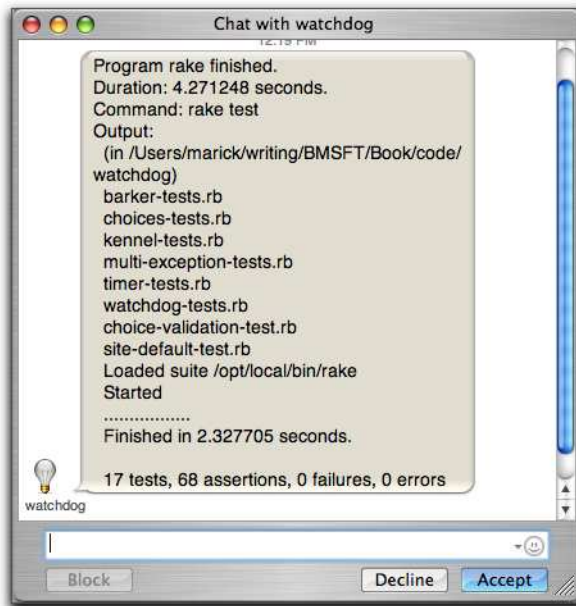 Chat with watchdog
12:19 PM
Program rake finished.
Duration: 4.271248 seconds.
Command: rake test
Output:
(in /Users/marick/writing/BMSFT/Book/code/
watchdog)
barker-tests.rb
choices-tests.rb
kennel-tests.rb
multi-exception-tests.rb
timer-tests.rb
watchdog-tests.rb
choice-validation-test.rb
site-default-test.rb
Loaded suite /opt/local/bin/rake
Started
.................
Finished in 2.327705 seconds.
17 tests, 68 assertions, 0 failures, 0 errors
watchdog
Block
Decline
Accept